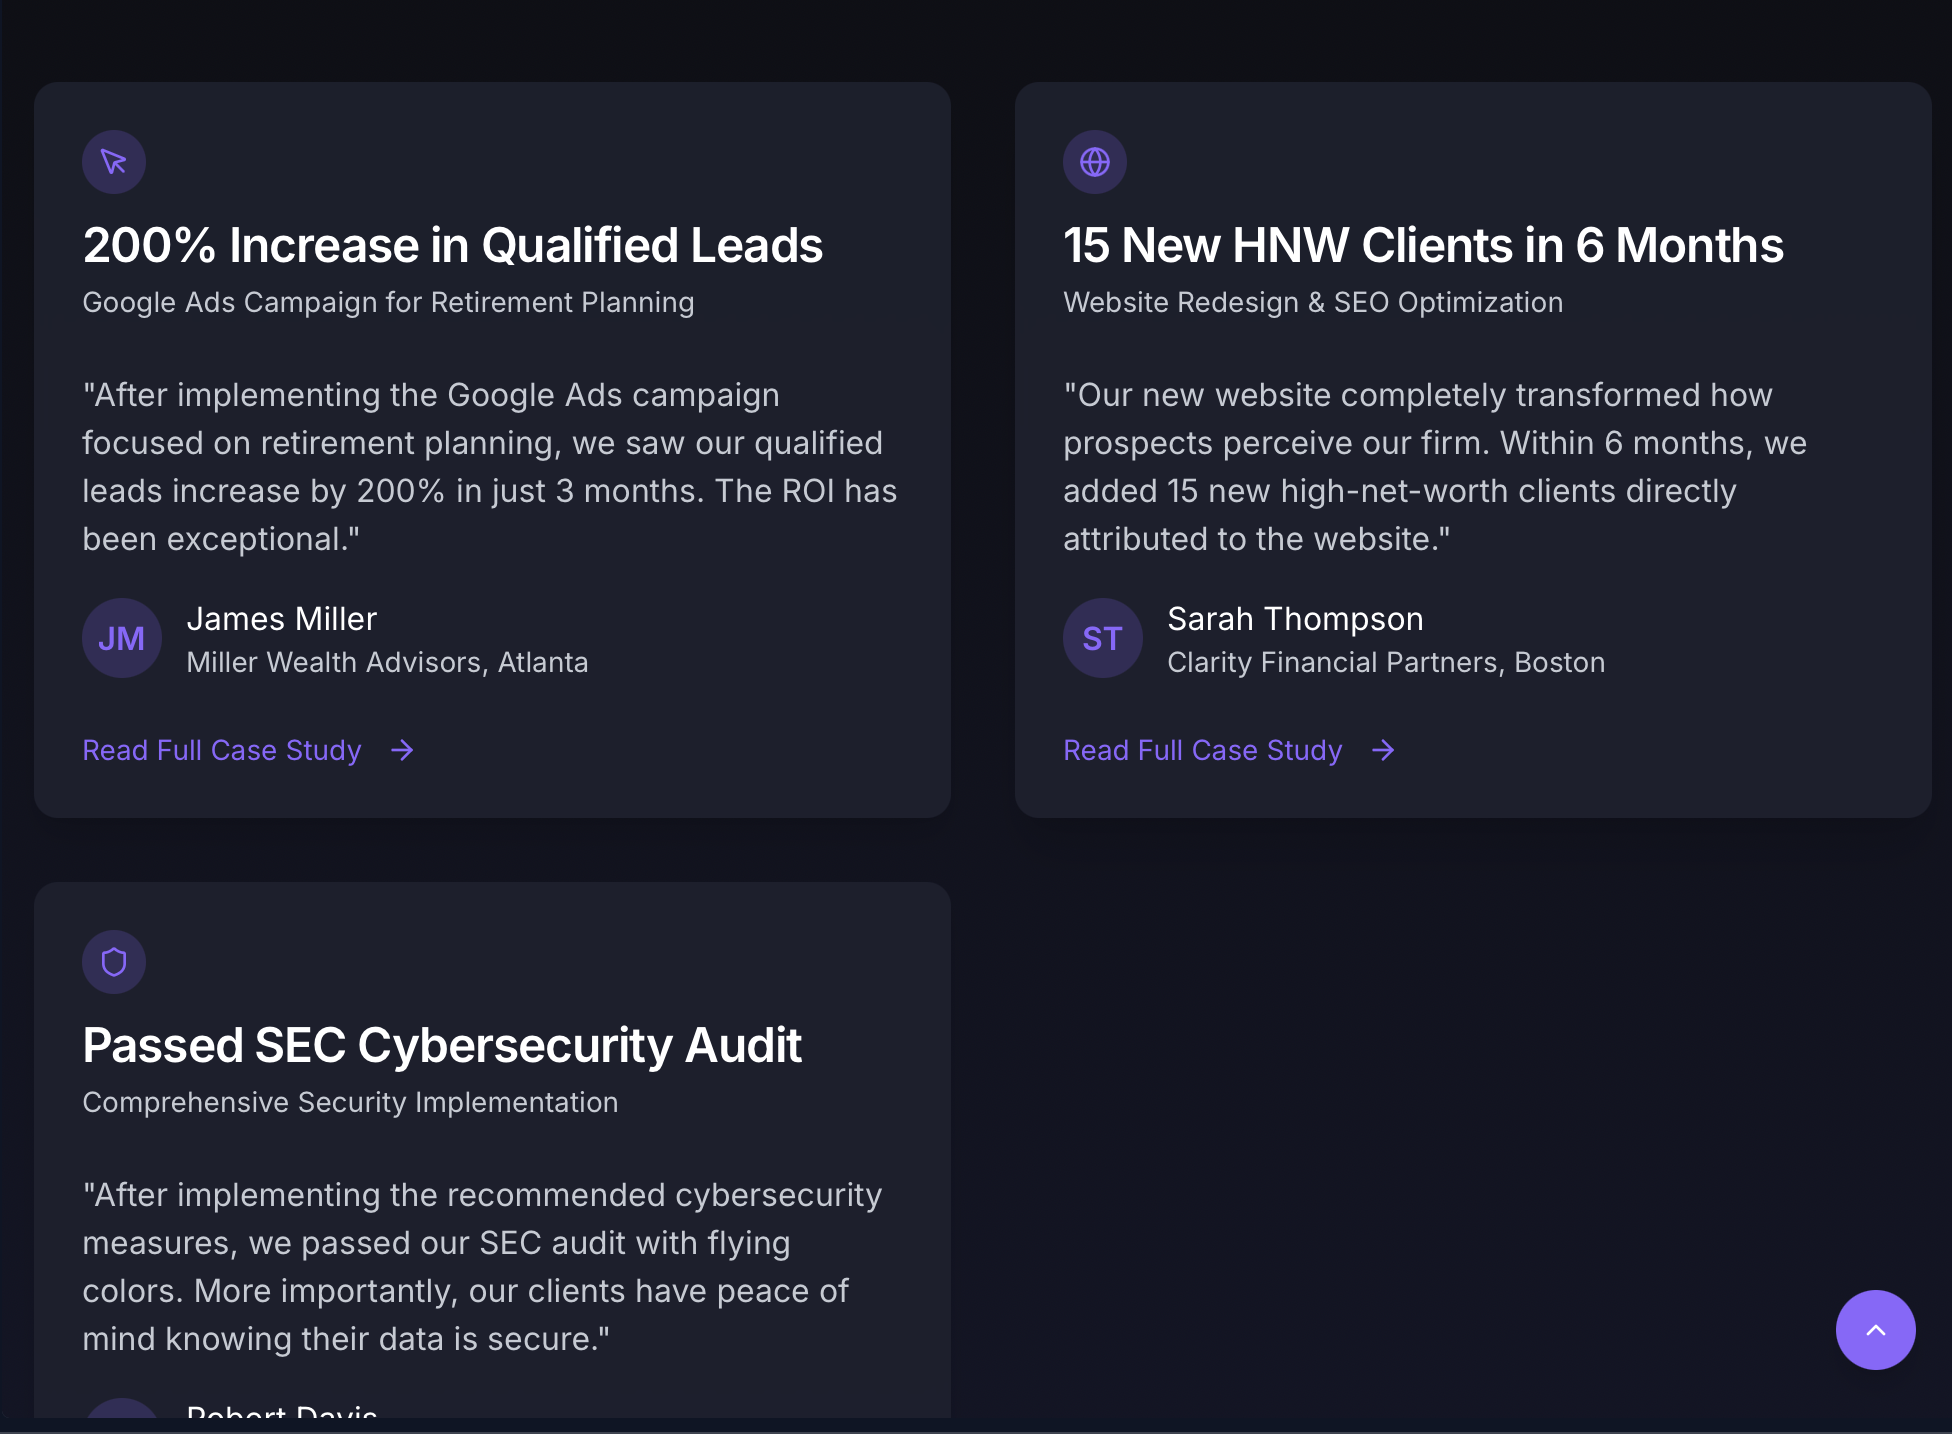 200% Increase in Qualified Leads
Google Ads Campaign for Retirement Planning
"After implementing the Google Ads campaign
focused on retirement planning, we saw our qualified
leads increase by 200% in just 3 months. The ROI has
been exceptional."
JM
James Miller
Miller Wealth Advisors, Atlanta
Read Full Case Study
15 New HNW Clients in 6 Months
Website Redesign & SEO Optimization
"Our new website completely transformed how
prospects perceive our firm. Within 6 months, we
added 15 new high-net-worth clients directly
attributed to the website."
ST
Sarah Thompson
Clarity Financial Partners, Boston
Read Full Case Study
Passed SEC Cybersecurity Audit
Comprehensive Security Implementation
"After implementing the recommended cybersecurity
measures, we passed our SEC audit with flying
colors. More importantly, our clients have peace of
mind knowing their data is secure."
Robert Davis